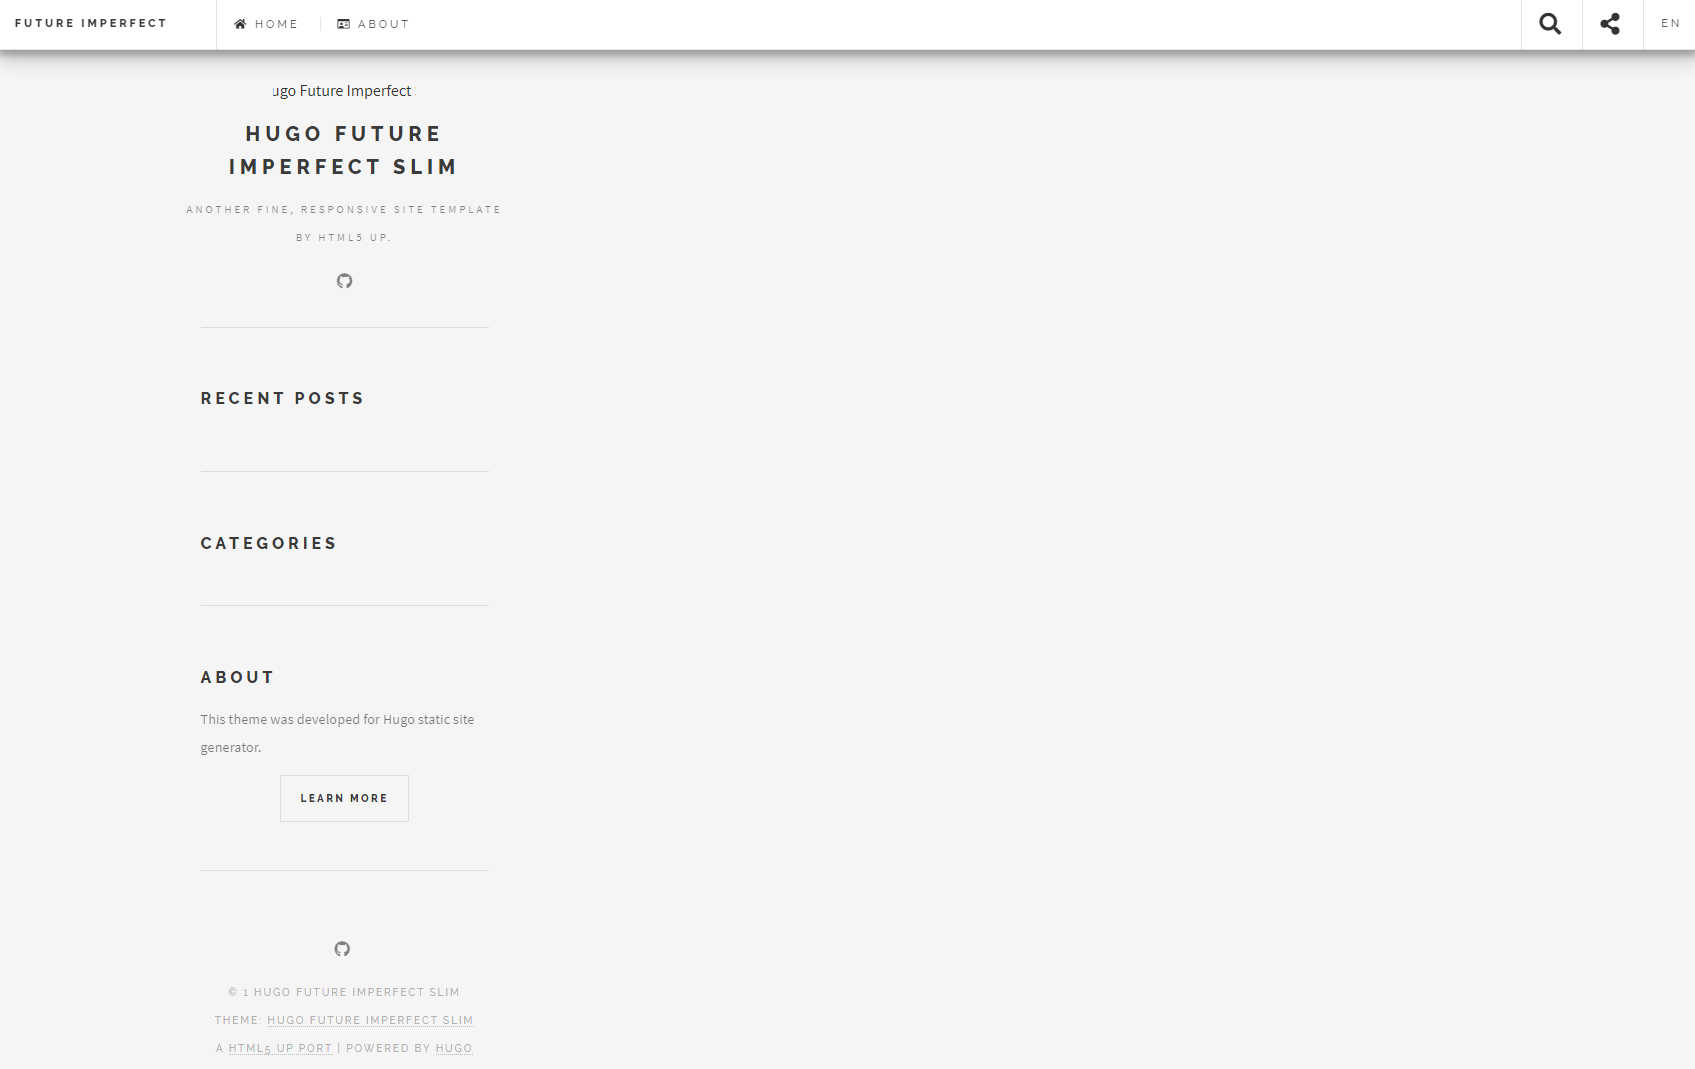 FUTURE IMPERFECT
HOME
ABOUT
EN
ugo Future Imperfect
HUGO FUTURE
IMPERFECT SLIM
ANOTHER FINE, RESPONSIVE SITE TEMPLATE
BY HTML5 UP.
RECENT POSTS
CATEGORIES
ABOUT
This theme was developed for Hugo static site
generator.
LEARN MORE
© 1 HUGO FUTURE IMPERFECT SLIM
THEME: HUGO FUTURE IMPERFECT SLIM
A HTML5 UP PORT | POWERED BY HUGO